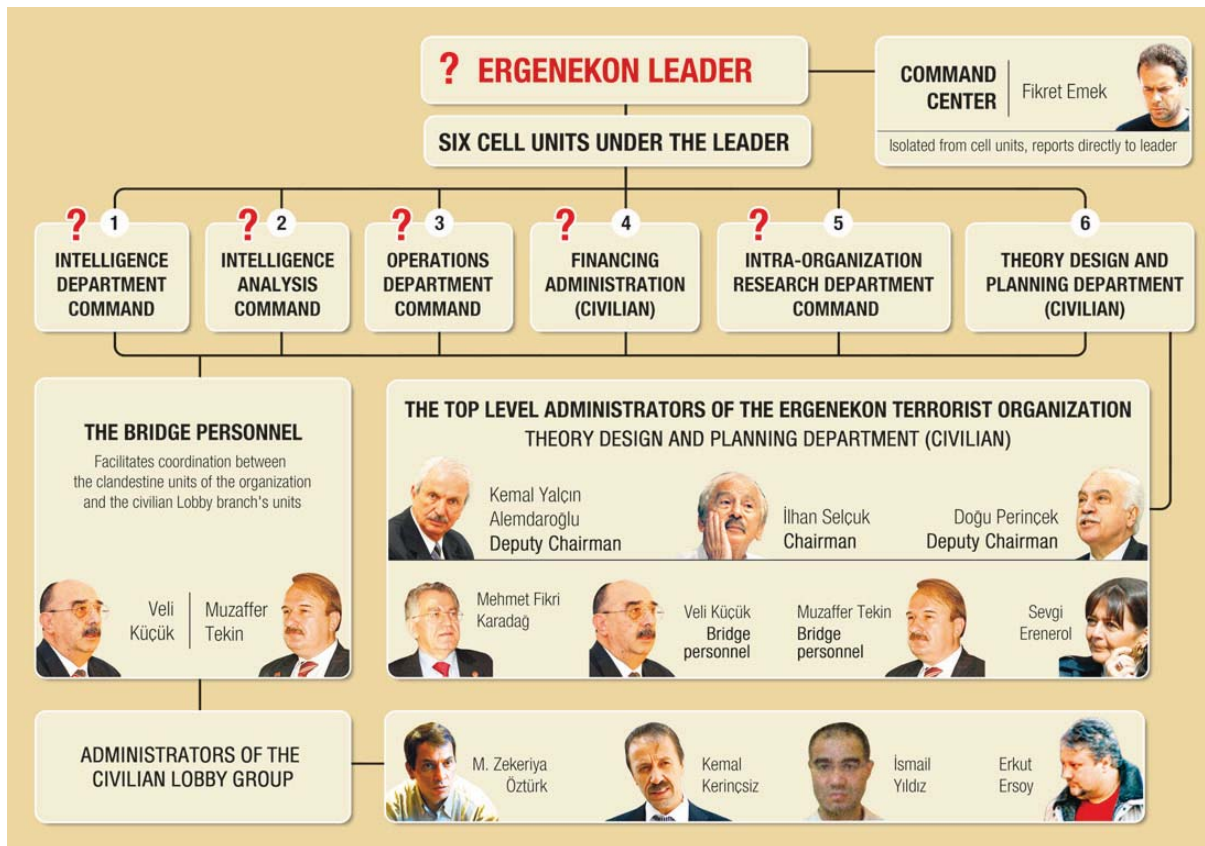 ? ERGENEKON LEADER
COMMAND
CENTER
Fikret Emek
Isolated from cell units, reports directly to leader
SIX CELL UNITS UNDER THE LEADER
? 1
INTELLIGENCE
DEPARTMENT
COMMAND
? 2
INTELLIGENCE
ANALYSIS
COMMAND
? 3
OPERATIONS
DEPARTMENT
COMMAND
? 4
FINANCING
ADMINISTRATION
(CIVILIAN)
? 5
INTRA-ORGANIZATION
RESEARCH DEPARTMENT
COMMAND
6
THEORY DESIGN AND
PLANNING DEPARTMENT
(CIVILIAN)
THE BRIDGE PERSONNEL
Facilitates coordination between
the clandestine units of the organization
and the civilian Lobby branch's units
Veli
Küçük
Muzaffer
Tekin
THE TOP LEVEL ADMINISTRATORS OF THE ERGENEKON TERRORIST ORGANIZATION
THEORY DESIGN AND PLANNING DEPARTMENT (CIVILIAN)
Kemal Yalçın
Alemdaroğlu
Deputy Chairman
İlhan Selçuk
Chairman
Doğu Perinçek
Deputy Chairman
Mehmet Fikri
Karadağ
Veli Küçük
Bridge
personnel
Muzaffer Tekin
Bridge
personnel
Sevgi
Erenerol
ADMINISTRATORS OF THE
CIVILIAN LOBBY GROUP
M. Zekeriya
Öztürk
Kemal
Kerinçsiz
İsmail
Yıldız
Erkut
Ersoy